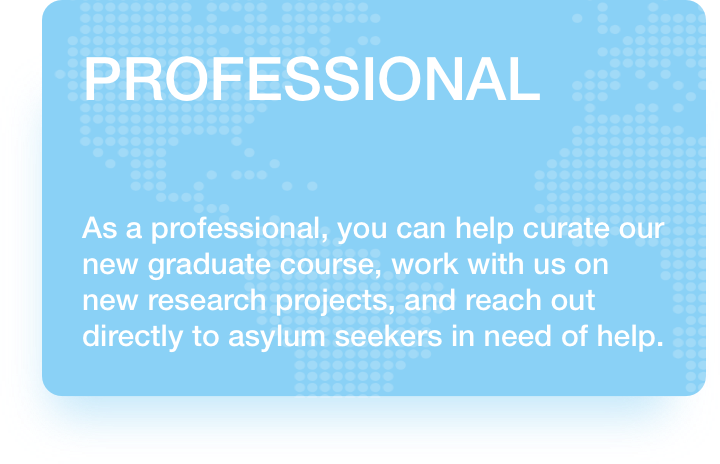 PROFESSIONAL
As a professional, you can help curate our
new graduate course, work with us on
new research projects, and reach out
directly to asylum seekers in need of help.